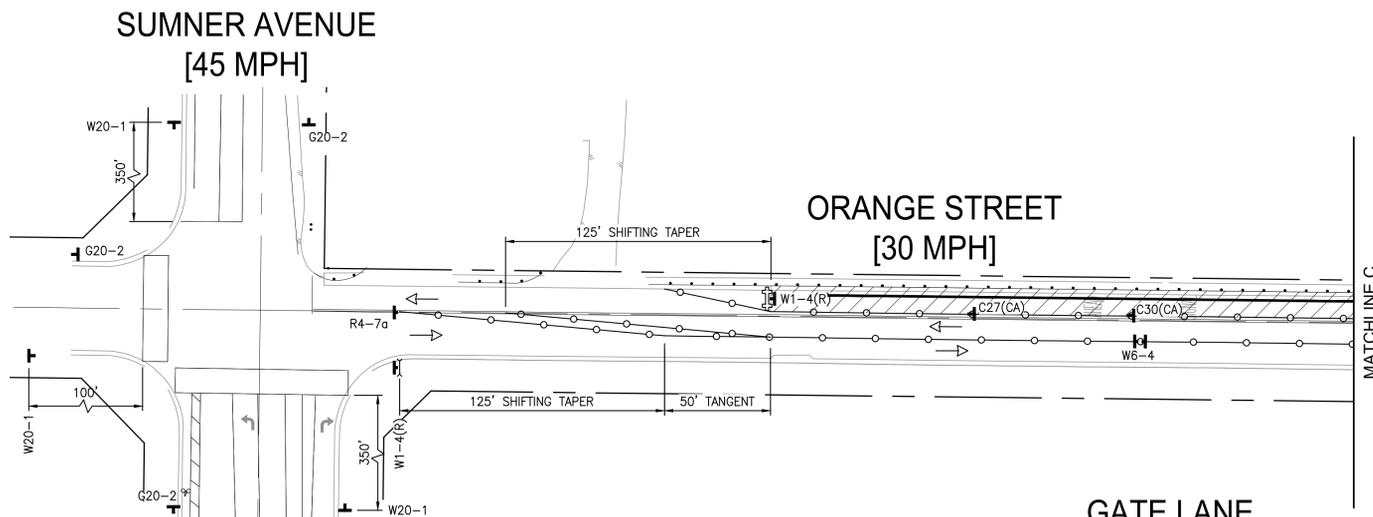 SUMNER AVENUE
[45 MPH]
W20-1
G20-2
350'
G20-2
ORANGE STREET
[30 MPH]
125' SHIFTING TAPER
W1-4(R)
C27(CA)
C30(CA)
R4-7a
W6-4
MATCHLINE C
100'
W20-1
125' SHIFTING TAPER
50' TANGENT
W1-4(R)
350'
G20-2
W20-1
GATE LANE